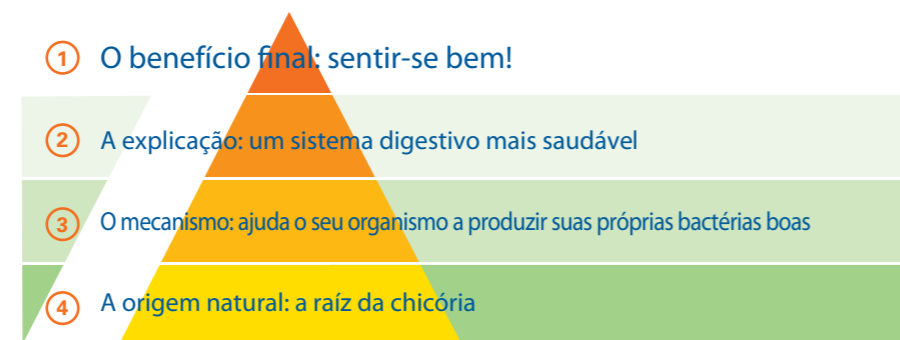 1 O benefício final: sentir-se bem!
2 A explicação: um sistema digestivo mais saudável
3 O mecanismo: ajuda o seu organismo a produzir suas próprias bactérias boas
4 A origem natural: a raíz da chicória